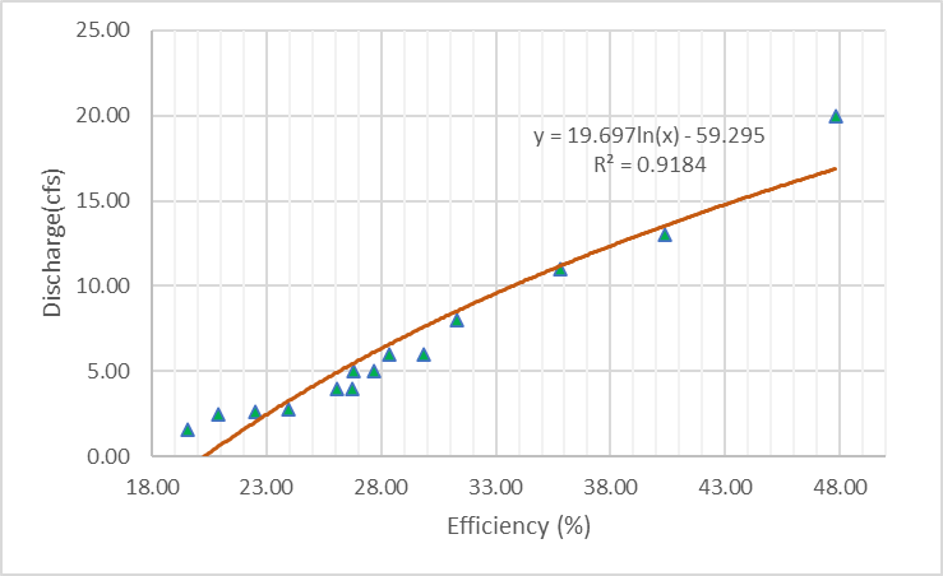 25.00
20.00
15.00
10.00
5.00
0.00
Discharge(cfs)
y = 19.697ln(x) - 59.295
R² = 0.9184
18.00 23.00 28.00 33.00 38.00 43.00 48.00
Efficiency (%)